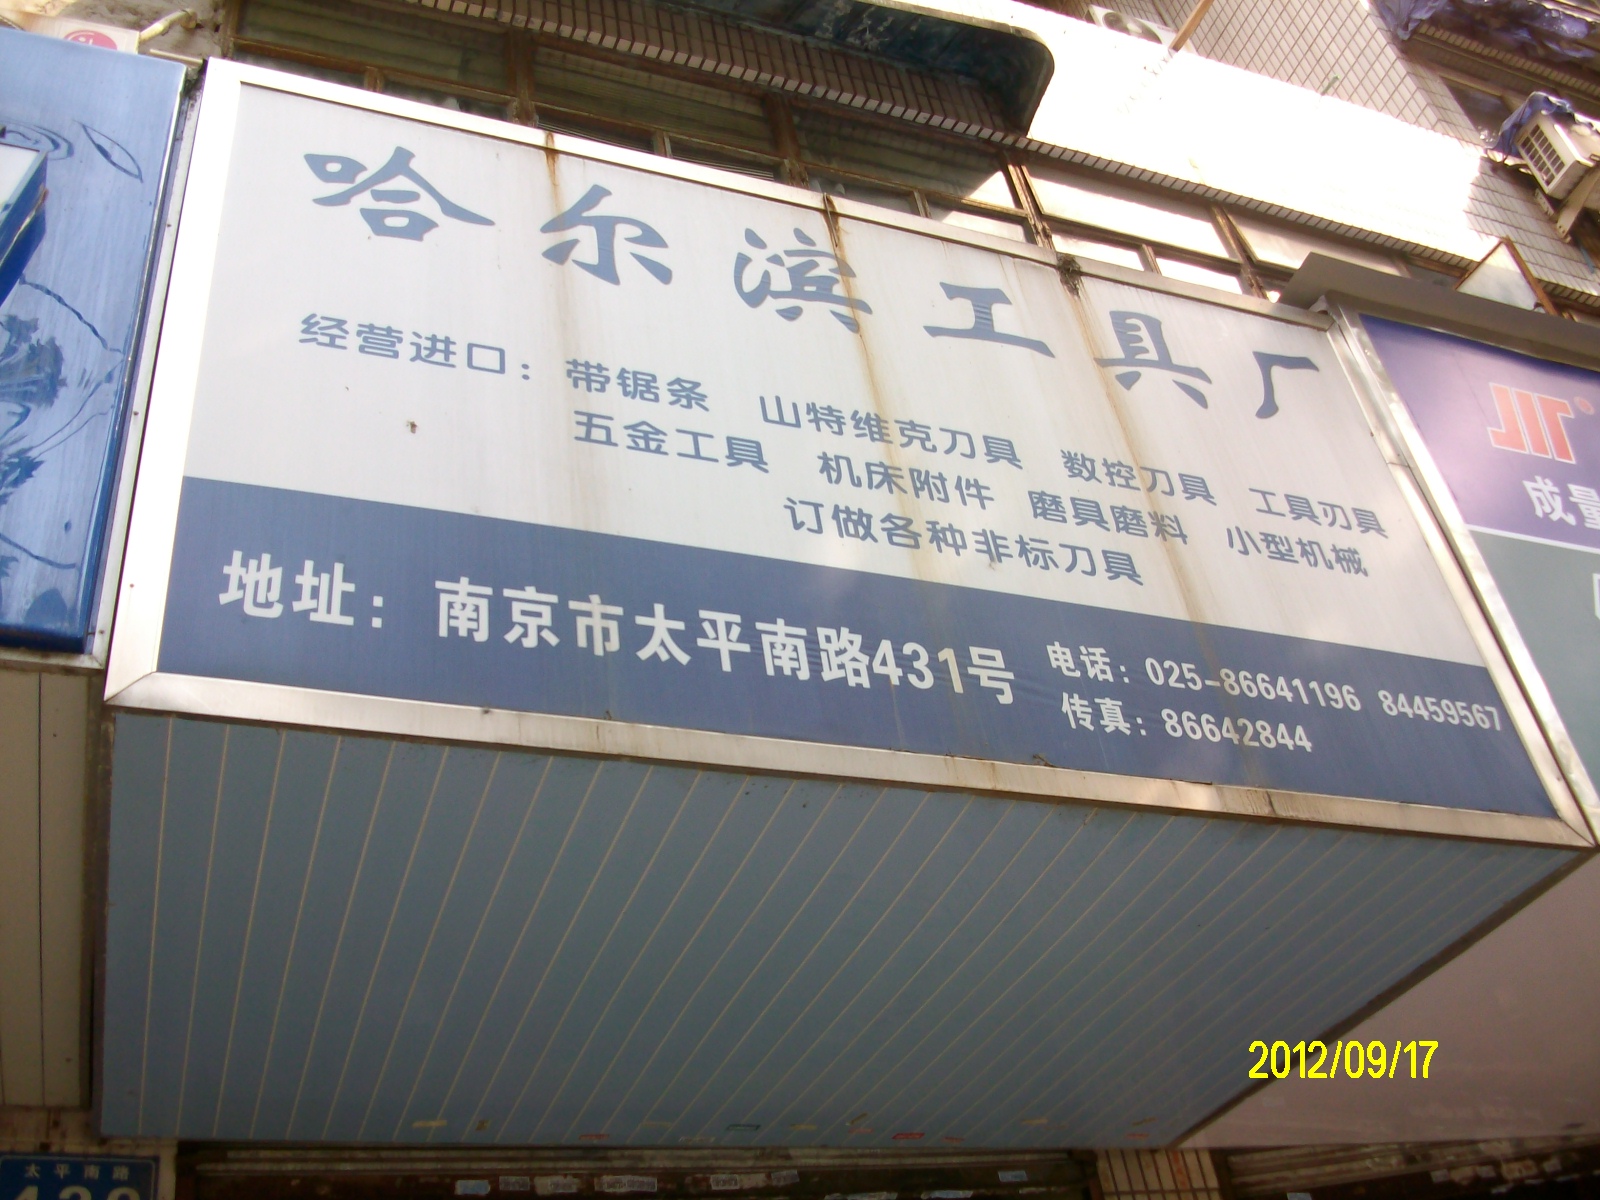 哈尔滨工具厂
经营进口：带锯条 山特维克刀具 数控刀具 工具刃具
五金工具 机床附件 磨具磨料 小型机械
订做各种非标刀具
地址：南京市太平南路431号
电话：025-86641196 84459567
传真：86642844
成量
2012/09/17
太平南路